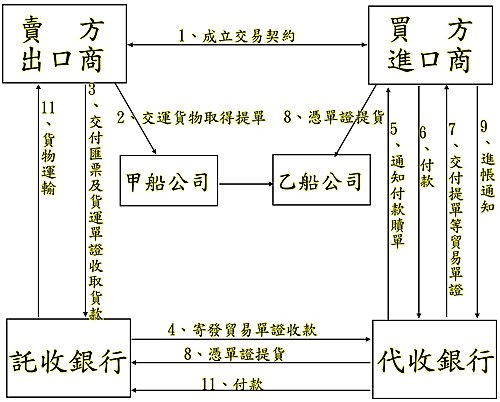 賣方
出口商
買方
進口商
1、成立交易契約
2、交運貨物取得提單
8、憑單證提貨
甲船公司
乙船公司
11、貨物運輸
3、交付匯票及貨運單證收取貨款
5、通知付款贖單
6、付款
7、交付提單等貿易單證
9、進帳通知
託收銀行
代收銀行
4、寄發貿易單證收款
8、憑單證提貨
11、付款